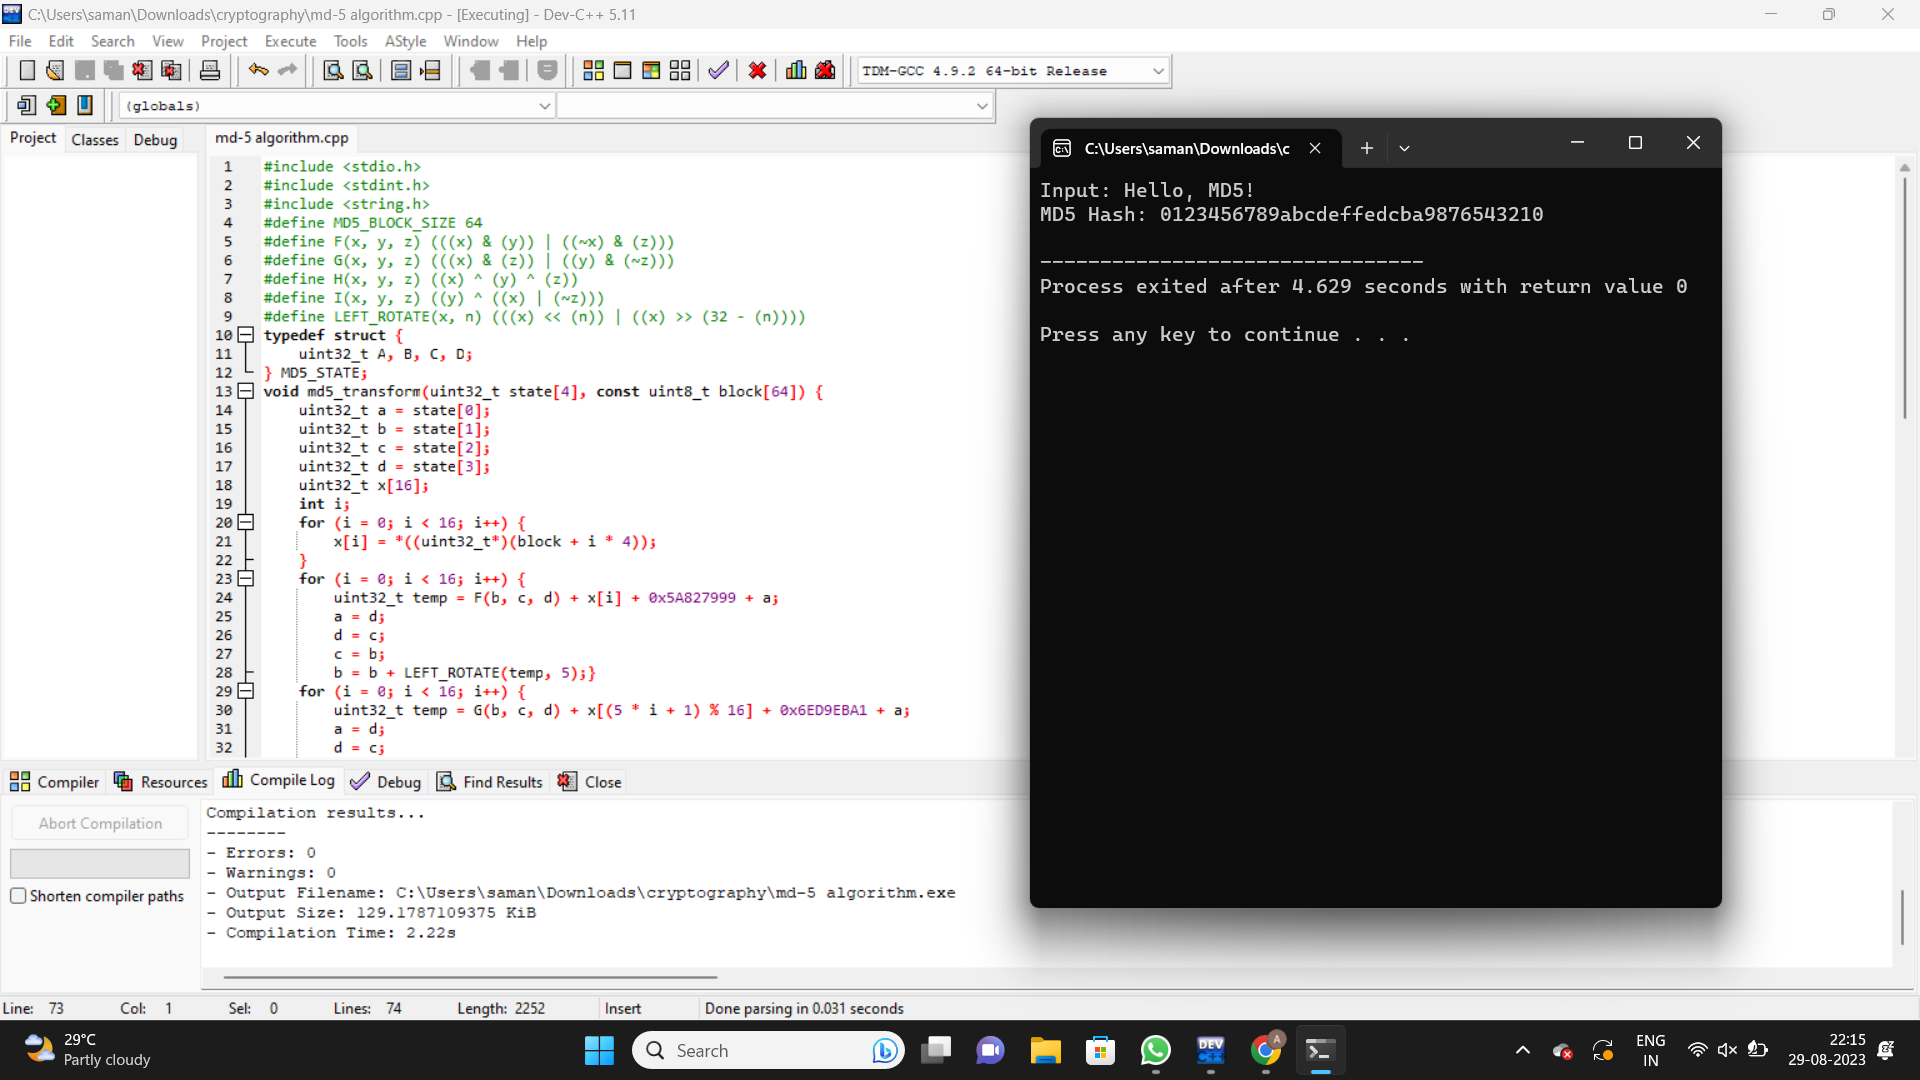 C:\Users\saman\Downloads\cryptography\md-5 algorithm.cpp - [Executing] - Dev-C++ 5.11
File Edit Search View Project Execute Tools AStyle Window Help
TDM-GCC 4.9.2 64-bit Release
(globals)
Project Classes Debug
md-5 algorithm.cpp
1 #include <stdio.h>
2 #include <stdint.h>
3 #include <string.h>
4 #define MD5_BLOCK_SIZE 64
5 #define F(x, y, z) (((x) & (y)) | ((~x) & (z)))
6 #define G(x, y, z) (((x) & (z)) | ((y) & (~z)))
7 #define H(x, y, z) ((x) ^ (y) ^ (z))
8 #define I(x, y, z) ((y) ^ ((x) | (~z)))
9 #define LEFT_ROTATE(x, n) (((x) << (n)) | ((x) >> (32 - (n))))
10 typedef struct {
11 uint32_t A, B, C, D;
12 } MD5_STATE;
13 void md5_transform(uint32_t state[4], const uint8_t block[64]) {
14 uint32_t a = state[0];
15 uint32_t b = state[1];
16 uint32_t c = state[2];
17 uint32_t d = state[3];
18 uint32_t x[16];
19 int i;
20 for (i = 0; i < 16; i++) {
21 x[i] = *((uint32_t*)(block + i * 4));
22 }
23 for (i = 0; i < 16; i++) {
24 uint32_t temp = F(b, c, d) + x[i] + 0x5A827999 + a;
25 a = d;
26 d = c;
27 c = b;
28 b = b + LEFT_ROTATE(temp, 5);}
29 for (i = 0; i < 16; i++) {
30 uint32_t temp = G(b, c, d) + x[(5 * i + 1) % 16] + 0x6ED9EBA1 + a;
31 a = d;
32 d = c;
C:\Users\saman\Downloads\c
Input: Hello, MD5!
MD5 Hash: 0123456789abcdeffedcba9876543210
--------------------------------
Process exited after 4.629 seconds with return value 0
Press any key to continue . . .
Compiler Resources Compile Log Debug Find Results Close
Abort Compilation
Shorten compiler paths
Compilation results...
--------
- Errors: 0
- Warnings: 0
- Output Filename: C:\Users\saman\Downloads\cryptography\md-5 algorithm.exe
- Output Size: 129.1787109375 KiB
- Compilation Time: 2.22s
Line: 73 Col: 1 Sel: 0 Lines: 74 Length: 2252 Insert Done parsing in 0.031 seconds
29°C
Partly cloudy
Search
DEV
A
ENG
IN
22:15
29-08-2023